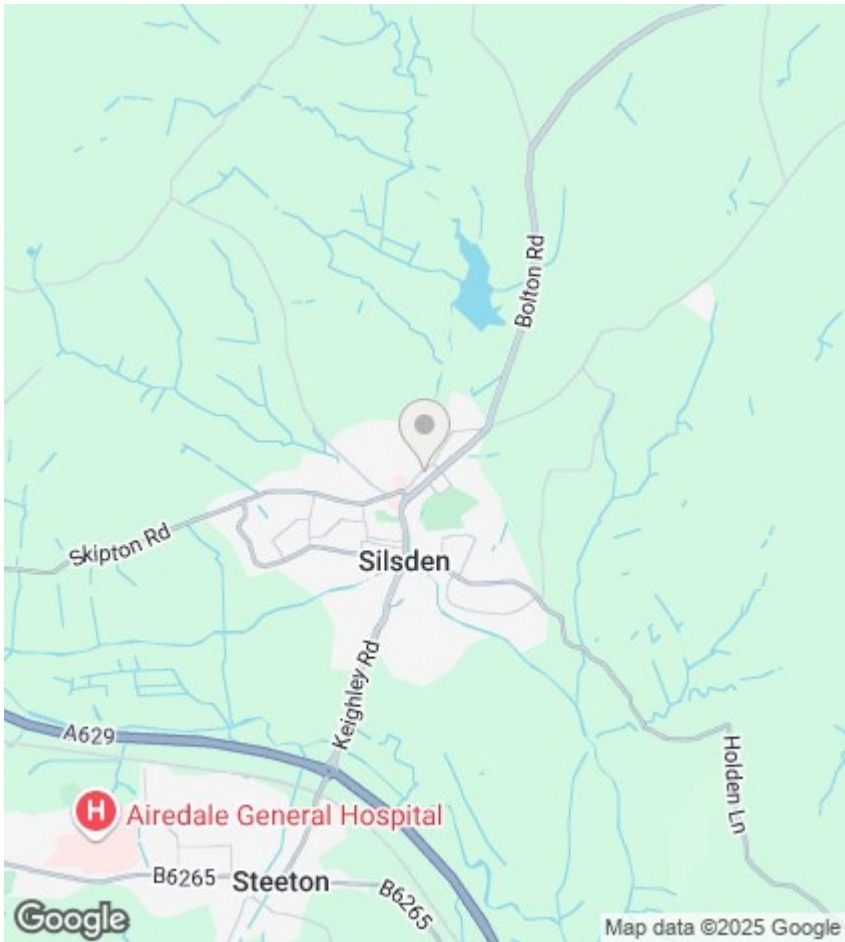 Bolton Rd
Skipton Rd
Silsden
Keighley Rd
A629
Holden Ln
H
Airedale General Hospital
B6265
Steeton
B6265
Google
Map data ©2025 Google